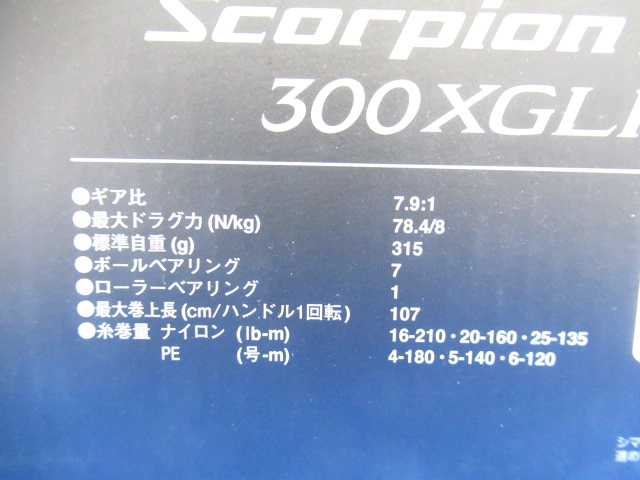 Scorpion
300XGL
●ギア比 7.9:1
●最大ドラグ力(N/kg) 78.4/8
●標準自重(g) 315
●ボールベアリング 7
●ローラーベアリング 1
●最大巻上長(cm/ハンドル1回転) 107
●糸巻量 ナイロン (lb-m) 16-210・20-160・25-135
PE (号-m) 4-180・5-140・6-120
シマ
進め